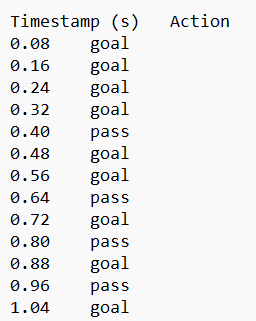 Timestamp (s)   Action
0.08    goal
0.16    goal
0.24    goal
0.32    goal
0.40    pass
0.48    goal
0.56    goal
0.64    pass
0.72    goal
0.80    pass
0.88    goal
0.96    pass
1.04    goal